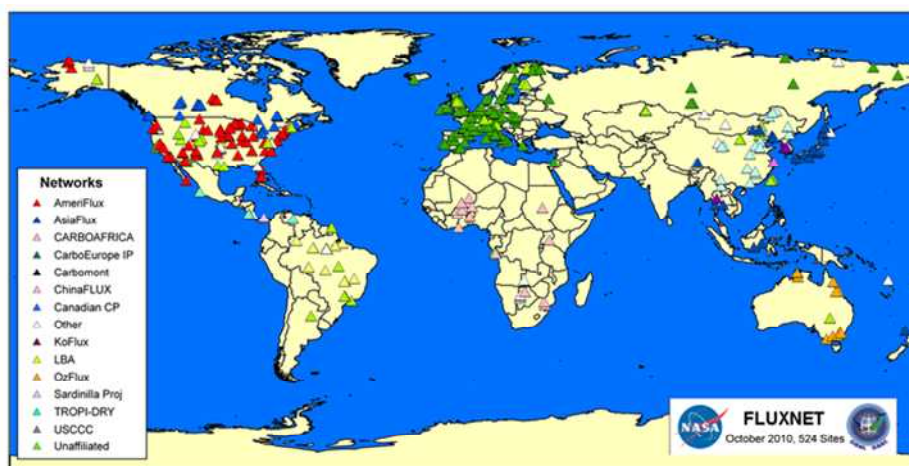 Networks
AmeriFlux
AsiaFlux
CARBOAFRICA
CarboEurope IP
Carbomont
ChinaFLUX
Canadian CP
Other
KoFlux
LBA
OzFlux
Sardinilla Proj
TROPI-DRY
USCCC
Unaffiliated
NASA
FLUXNET
October 2010, 524 Sites